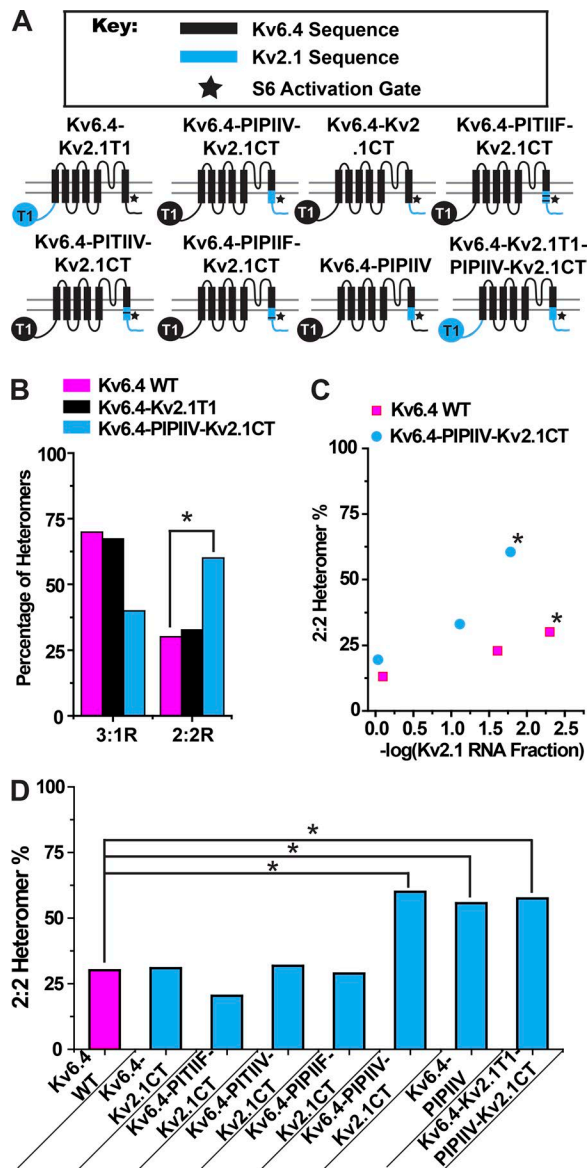 A
Key:
Kv6.4 Sequence
Kv2.1 Sequence
S6 Activation Gate
Kv6.4-
Kv2.1T1
Kv6.4-PIPIIV-
Kv2.1CT
Kv6.4-Kv2
.1CT
Kv6.4-PITIIF-
Kv2.1CT
T1
T1
T1
T1
Kv6.4-PITIIV-
Kv2.1CT
Kv6.4-PIPIIF-
Kv2.1CT
Kv6.4-PIPIIV
Kv6.4-Kv2.1T1-
PIPIIV-Kv2.1CT
T1
T1
T1
T1
B
Kv6.4 WT
Kv6.4-Kv2.1T1
Kv6.4-PIPIIV-Kv2.1CT
Percentage of Heteromers
100
75
50
25
0
*
3:1R
2:2R
C
Kv6.4 WT
Kv6.4-PIPIIV-Kv2.1CT
2:2 Heteromer %
100
75
50
25
0
*
*
0.0 0.5 1.0 1.5 2.0 2.5
-log(Kv2.1 RNA Fraction)
D
2:2 Heteromer %
100
75
50
25
0
*
*
*
Kv6.4
WT
Kv6.4-
Kv2.1CT
Kv6.4-PITIIF-
Kv2.1CT
Kv6.4-PITIIV-
Kv2.1CT
Kv6.4-PIPIIF-
Kv2.1CT
Kv6.4-PIPIIV-
Kv2.1CT
Kv6.4-
PIPIIV
Kv6.4-Kv2.1T1-
PIPIIV-Kv2.1CT